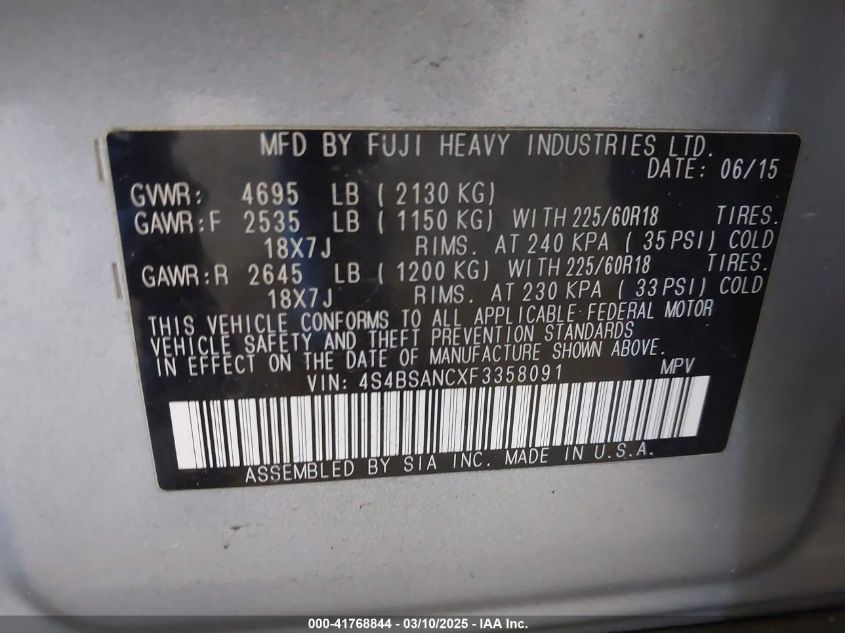 MFD BY FUJI HEAVY INDUSTRIES LTD.
DATE: 06/15
GVWR: 4695 LB ( 2130 KG)
GAWR:F 2535 LB ( 1150 KG) WITH 225/60R18 TIRES.
18X7J RIMS. AT 240 KPA ( 35 PSI) COLD
GAWR:R 2645 LB ( 1200 KG) WITH 225/60R18 TIRES.
18X7J RIMS. AT 230 KPA ( 33 PSI) COLD
THIS VEHICLE CONFORMS TO ALL APPLICABLE FEDERAL MOTOR
VEHICLE SAFETY AND THEFT PREVENTION STANDARDS
IN EFFECT ON THE DATE OF MANUFACTURE SHOWN ABOVE.
VIN: 4S4BSANCXF3358091 MPV
ASSEMBLED BY SIA INC. MADE IN U.S.A.
000-41768844 - 03/10/2025 - IAA Inc.